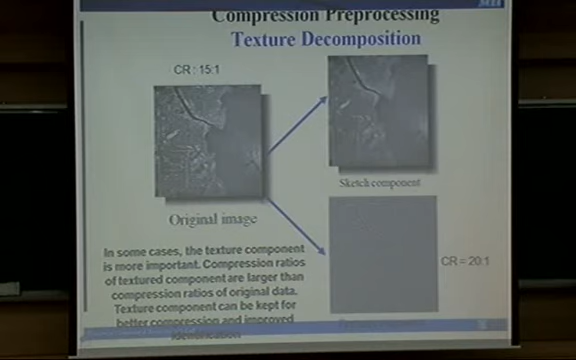 Compression Preprocessing
Texture Decomposition
CR : 15:1
Original image
Sketch component
CR = 20:1
In some cases, the texture component
is more important. Compression ratios
of textured component are larger than
compression ratios of original data.
Texture component can be kept for
better compression and improved
identification